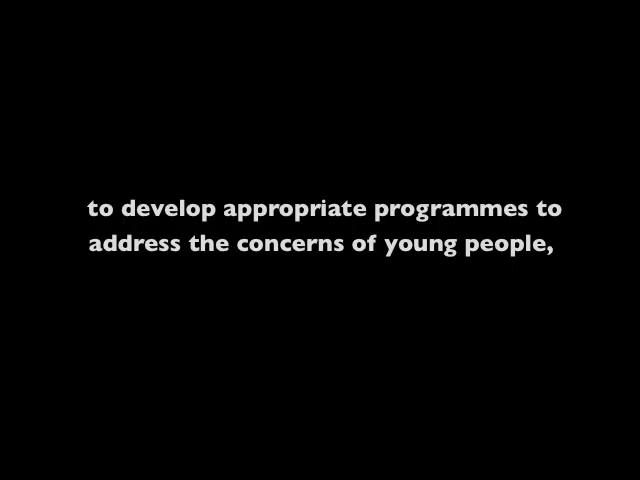 to develop appropriate programmes to
address the concerns of young people,